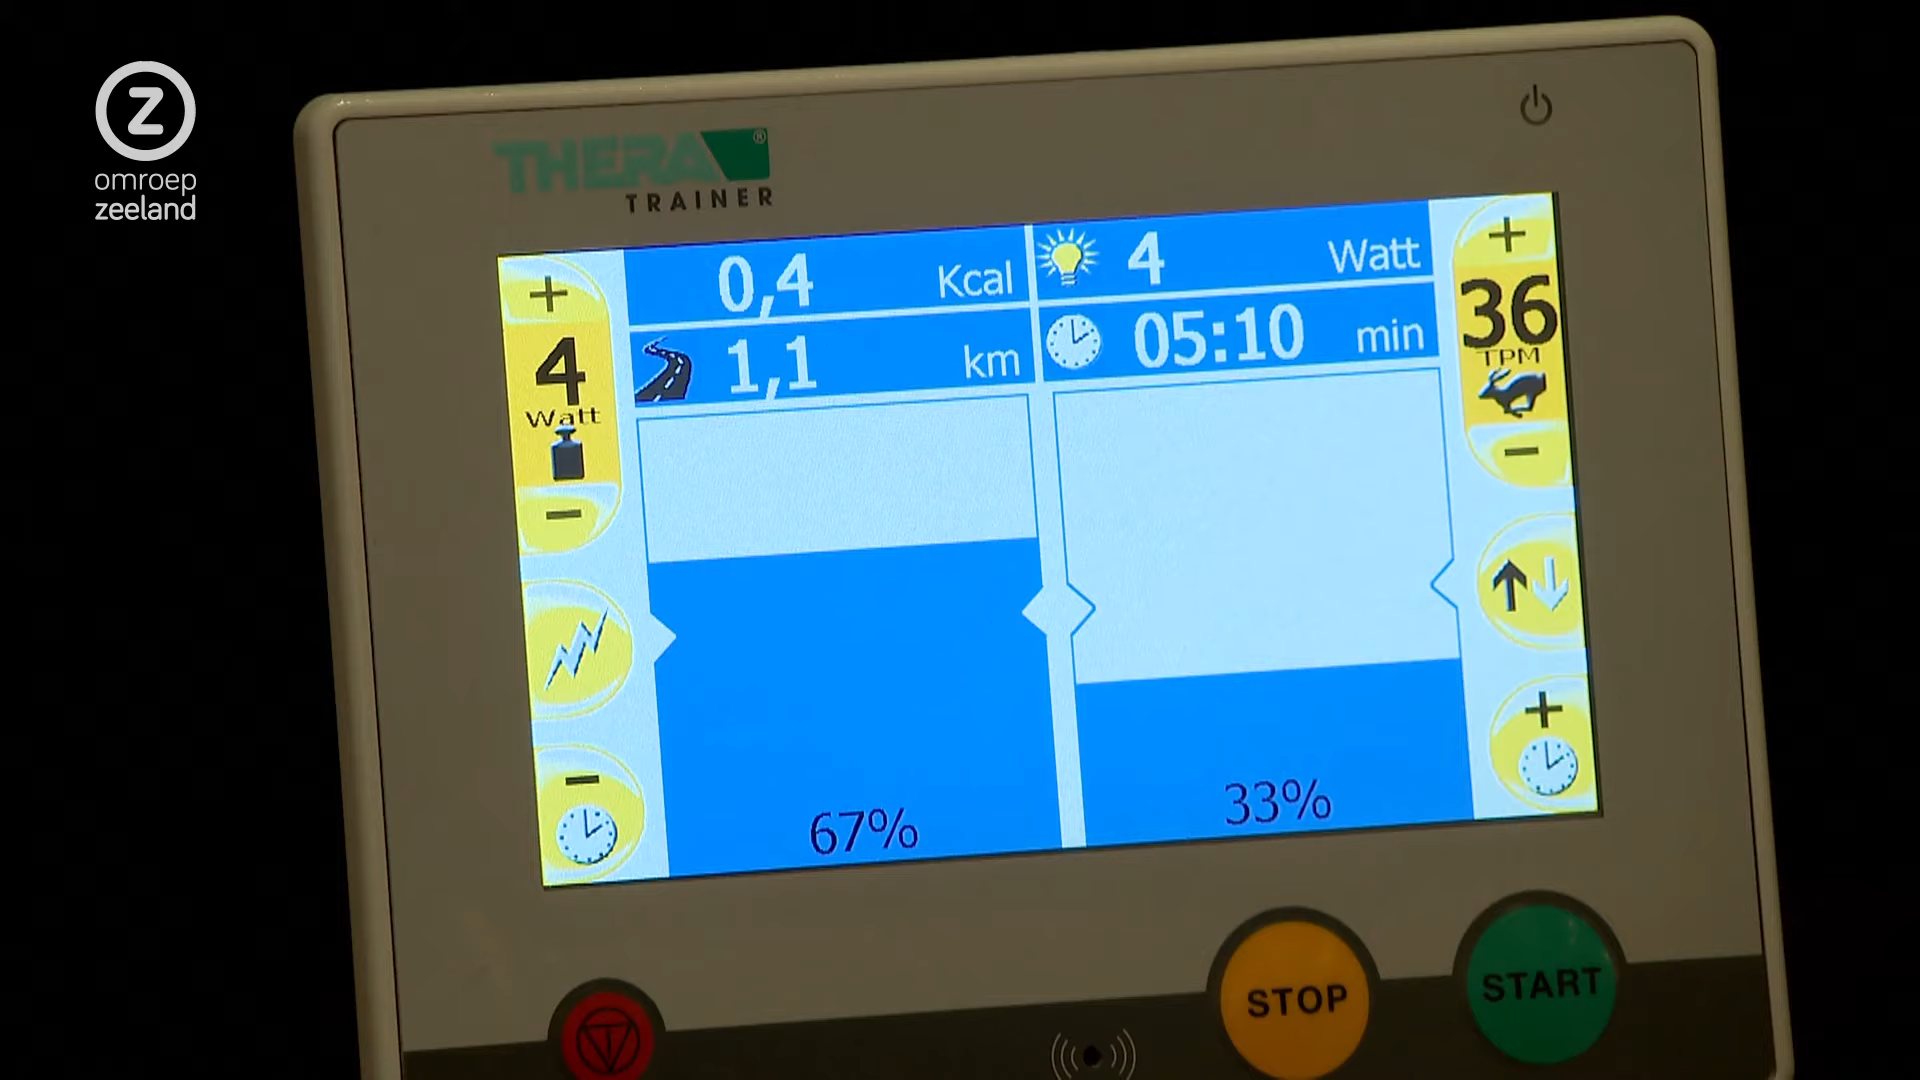 Z
omroep
zeeland
THERA®
TRAINER
+
4
Watt
−
−
0,4 Kcal
1,1 km
4 Watt
05:10 min
+
36
TPM
−
+
67%
33%
STOP
START